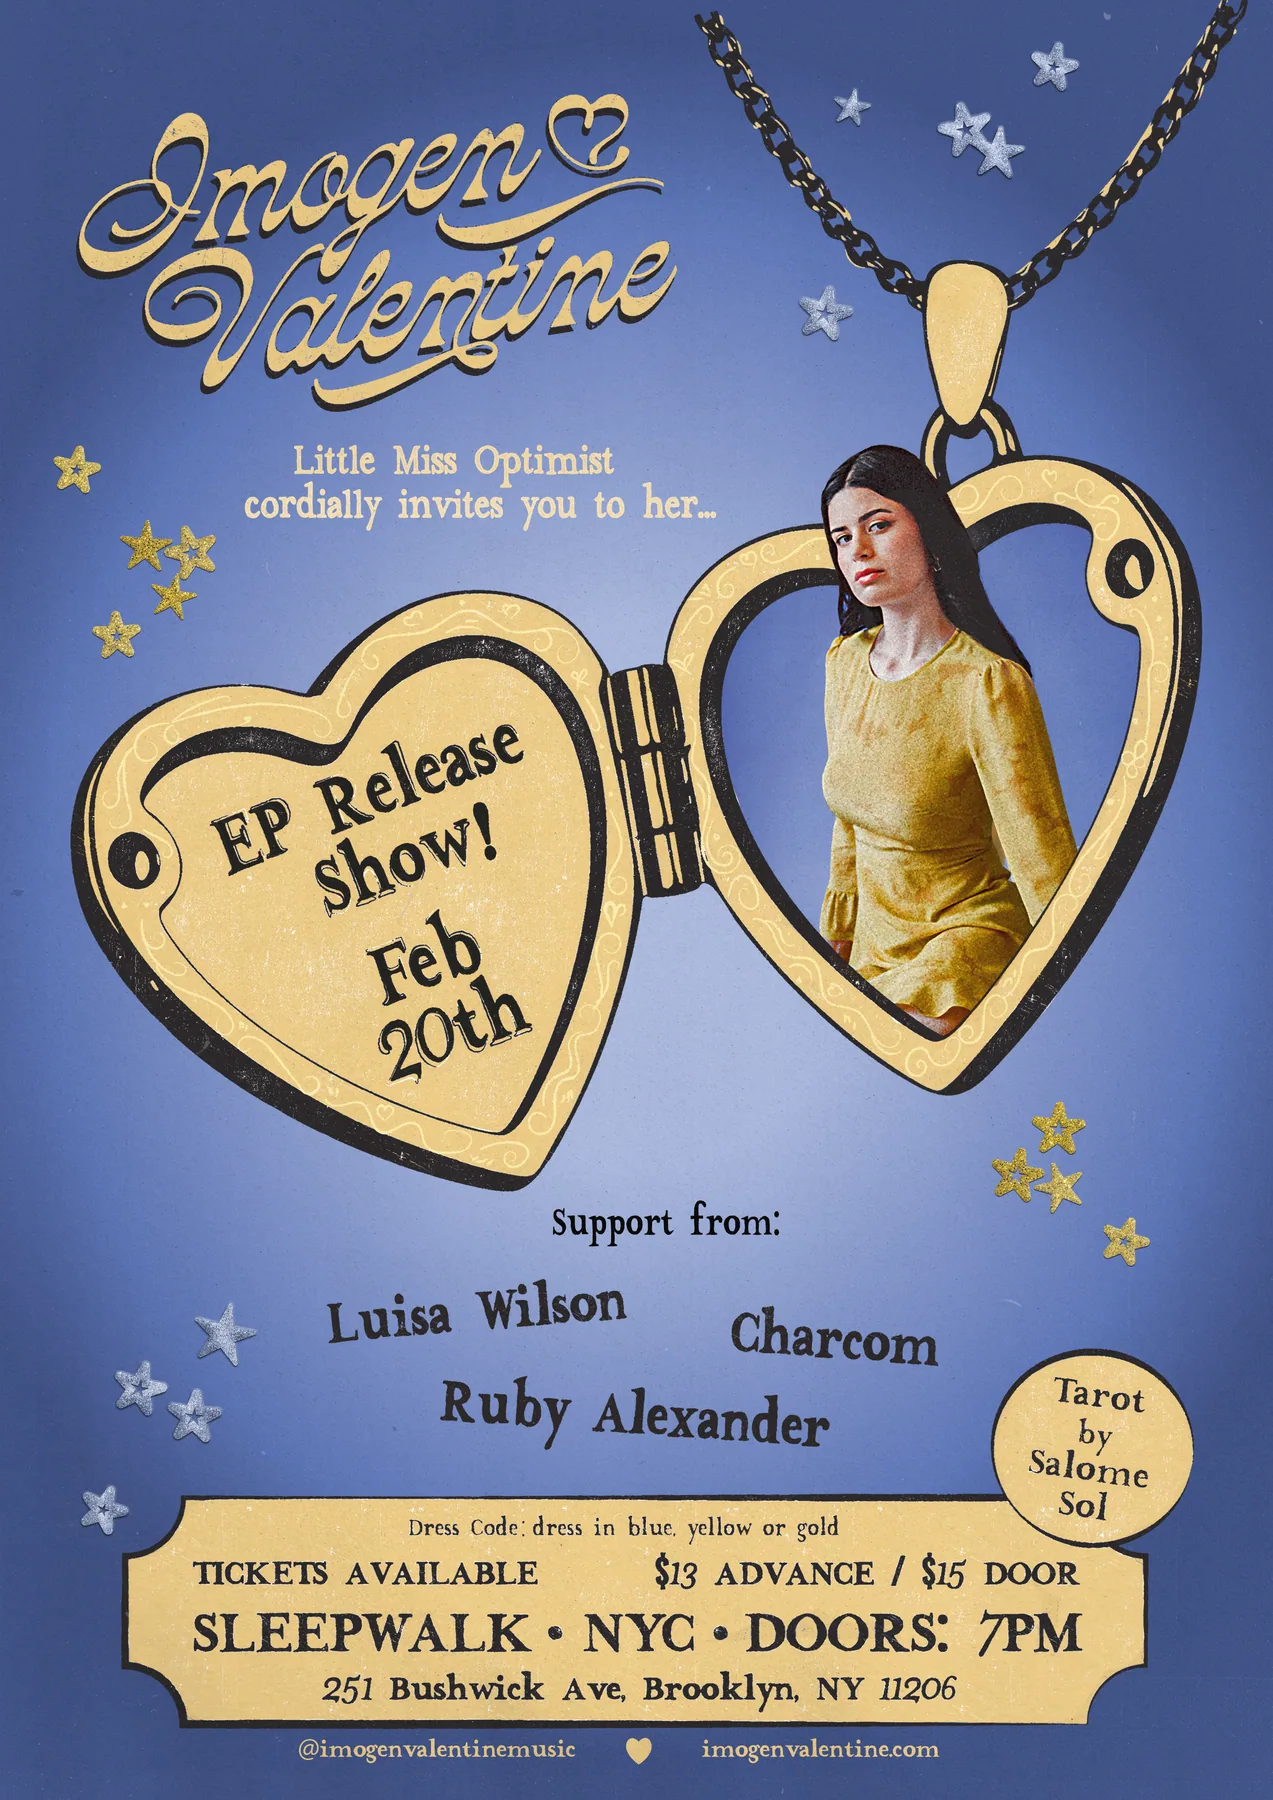 Imogen
Valentine
Little Miss Optimist
cordially invites you to her...
EP Release
Show!
Feb
20th
Support from:
Luisa Wilson
Charcom
Ruby Alexander
Tarot
by
Salome
Sol
Dress Code: dress in blue, yellow or gold
TICKETS AVAILABLE $13 ADVANCE / $15 DOOR
SLEEPWALK • NYC • DOORS: 7PM
251 Bushwick Ave, Brooklyn, NY 11206
@imogenvalentinemusic imogenvalentine.com